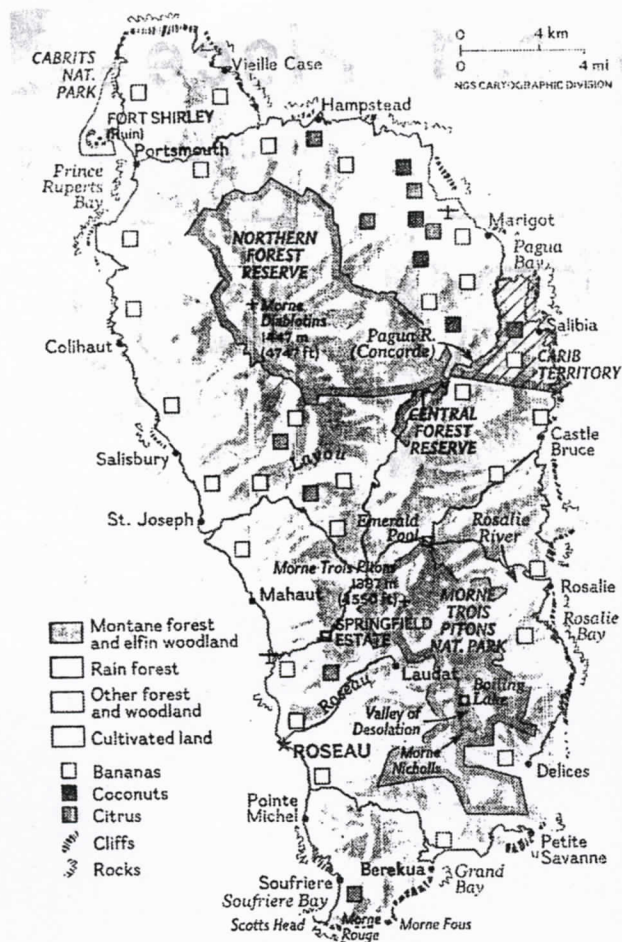 0 4 km
0 4 mi
NGS CARTOGRAPHIC DIVISION
CABRITS
NAT.
PARK
Vieille Case
FORT SHIRLEY
(Ruin)
Hampstead
Portsmouth
Prince
Ruperts
Bay
Marigot
Pagua
Bay
NORTHERN
FOREST
RESERVE
Morne
Diablotins
1447 m
(4747 ft)
Pagua R.
(Concorde)
Salibia
CARIB
TERRITORY
Colihaut
CENTRAL
FOREST
RESERVE
Castle
Bruce
Layou
Salisbury
St. Joseph
Emerald
Pool
Rosalie
River
Morne Trois Pitons
1387 m
(4550 ft)
Mahaut
MORNE
TROIS
PITONS
NAT. PARK
Rosalie
Rosalie
Bay
SPRINGFIELD
ESTATE
Laudat
Roseau
Boiling
Lake
Valley of
Desolation
Morne
Nicholls
ROSEAU
Delices
Pointe
Michel
Petite
Savanne
Berekua
Grand
Bay
Soufriere
Soufriere Bay
Scotts Head
Morne
Rouge
Morne Fous
Montane forest
and elfin woodland
Rain forest
Other forest
and woodland
Cultivated land
Bananas
Coconuts
Citrus
Cliffs
Rocks